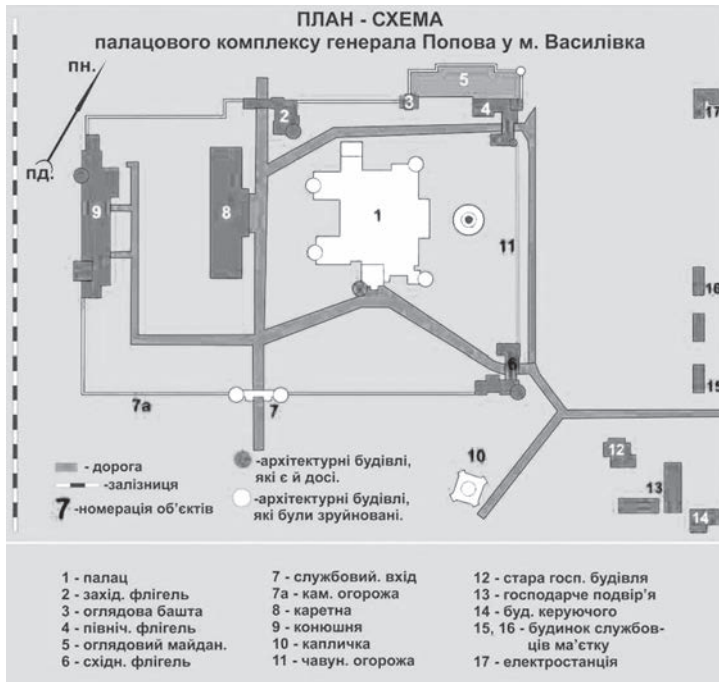 ПЛАН - СХЕМА
палацового комплексу генерала Попова у м. Василівка
пн.
пд.
5
3
4
2
17
9
8
1
11
16
6
15
7а
7
10
12
13
14
- дорога
-залізниця
7 -номерація об'єктів
-архітектурні будівлі,
які є й досі.
-архітектурні будівлі,
які були зруйновані.
1 - палац
2 - захід. флігель
3 - оглядова башта
4 - північ. флігель
5 - оглядовий майдан.
6 - східн. флігель
7 - службовий. вхід
7а - кам. огорожа
8 - каретна
9 - конюшня
10 - капличка
11 - чавун. огорожа
12 - стара госп. будівля
13 - господарче подвір'я
14 - буд. керуючого
15, 16 - будинок службов-
ців ма'єтку
17 - електростанція